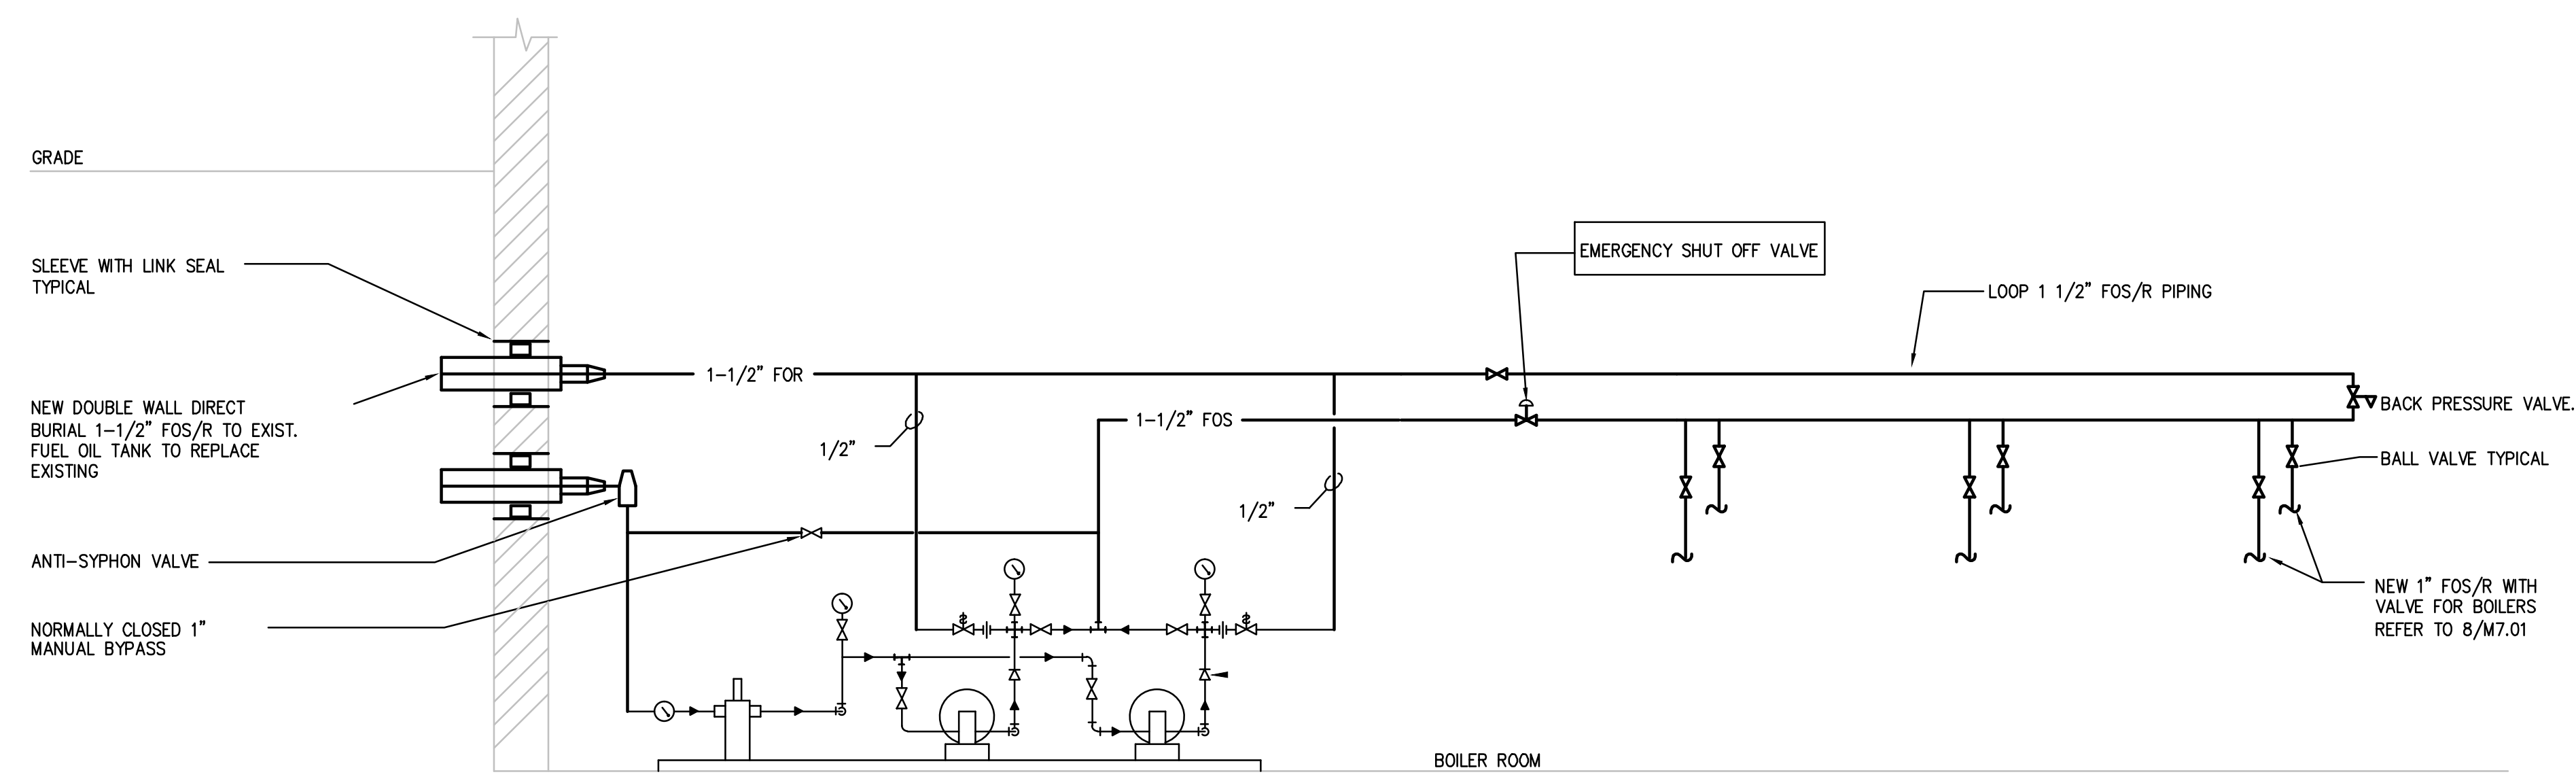 GRADE
SLEEVE WITH LINK SEAL
TYPICAL
NEW DOUBLE WALL DIRECT
BURIAL 1-1/2" FOS/R TO EXIST.
FUEL OIL TANK TO REPLACE
EXISTING
ANTI-SYPHON VALVE
NORMALLY CLOSED 1"
MANUAL BYPASS
1-1/2" FOR
1/2"
1-1/2" FOS
1/2"
EMERGENCY SHUT OFF VALVE
LOOP 1 1/2" FOS/R PIPING
BACK PRESSURE VALVE.
BALL VALVE TYPICAL
NEW 1" FOS/R WITH
VALVE FOR BOILERS
REFER TO 8/M7.01
BOILER ROOM